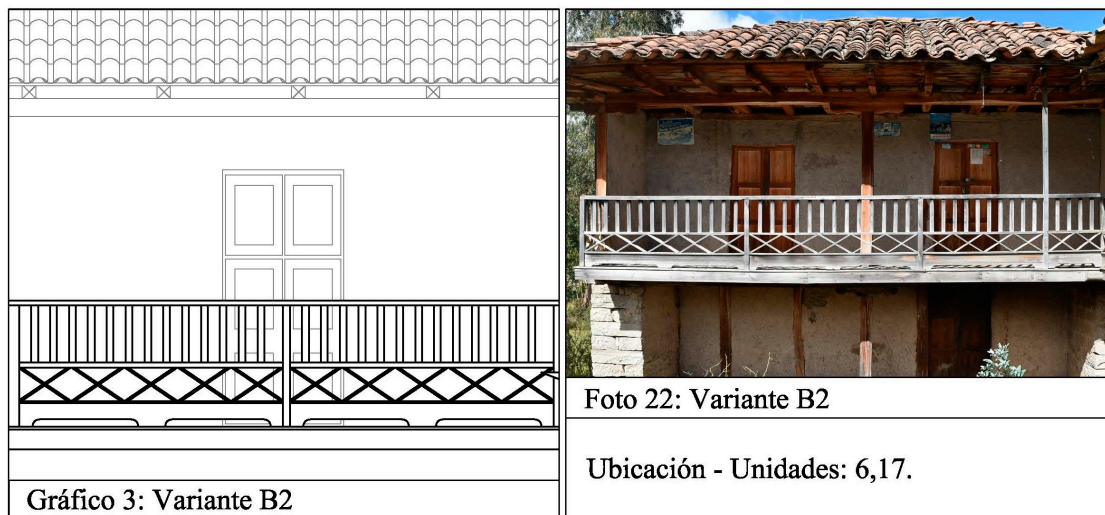 Gráfico 3: Variante B2
Foto 22: Variante B2
Ubicación - Unidades: 6,17.